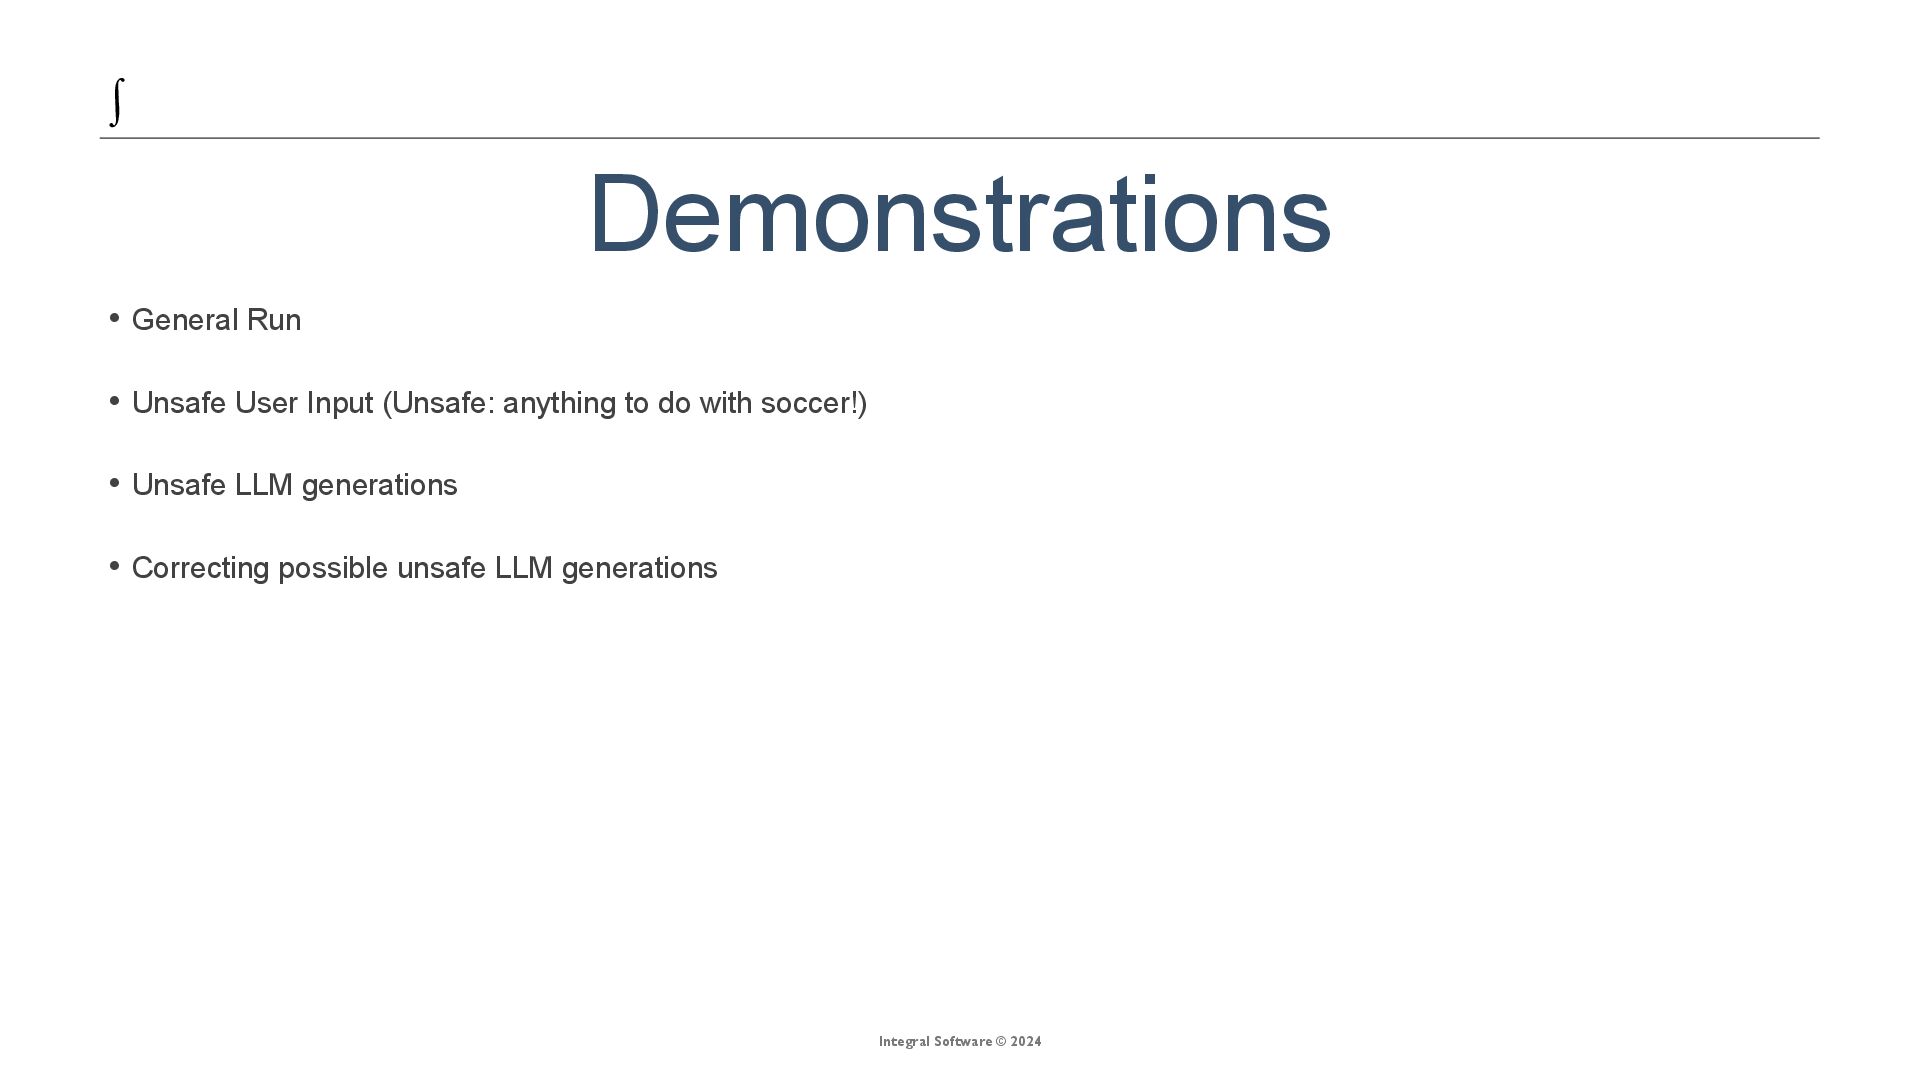 ∫
Demonstrations
• General Run
• Unsafe User Input (Unsafe: anything to do with soccer!)
• Unsafe LLM generations
• Correcting possible unsafe LLM generations
Integral Software © 2024